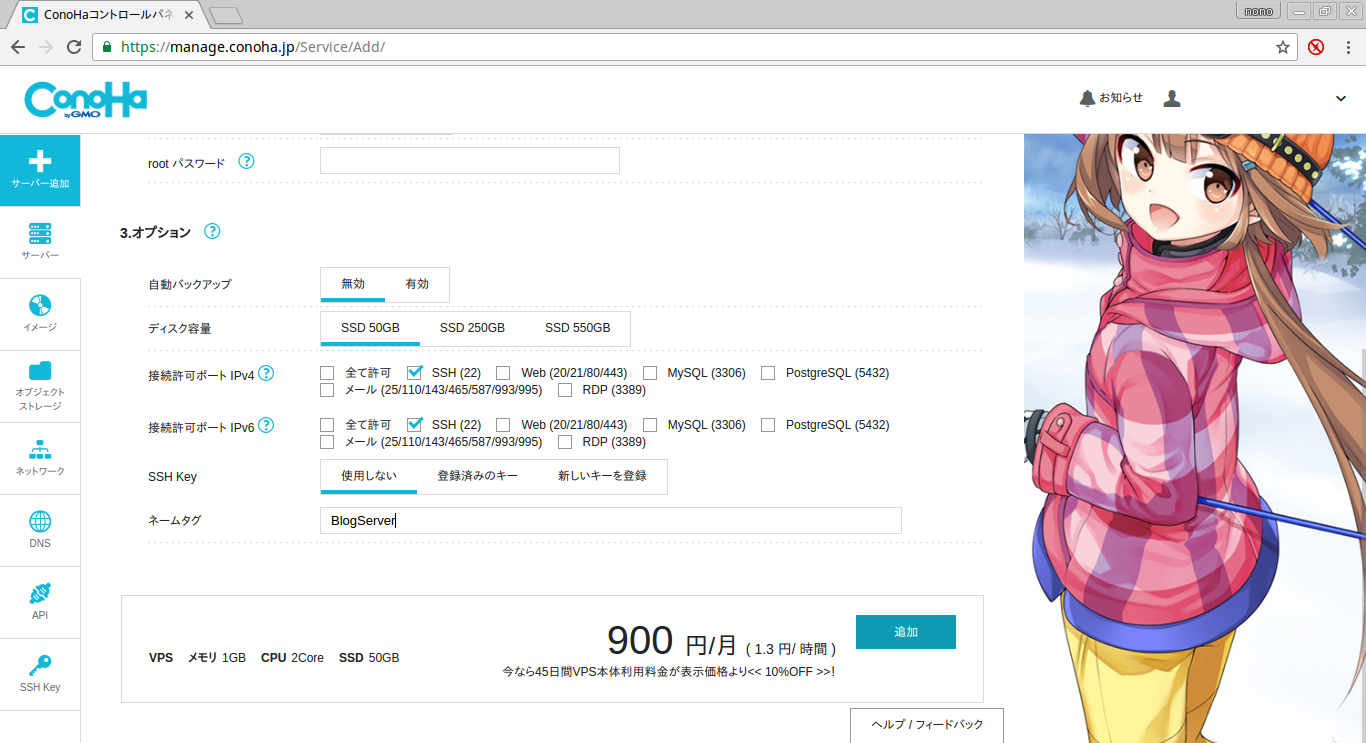 ConoHaコントロールパネ
nono
https://manage.conoha.jp/Service/Add/
ConoHa
by GMO
お知らせ
サーバー追加
サーバー
イメージ
オブジェクト
ストレージ
ネットワーク
DNS
API
SSH Key
root パスワード ?
3.オプション ?
自動バックアップ 無効 有効
ディスク容量 SSD 50GB SSD 250GB SSD 550GB
接続許可ポート IPv4 ? 全て許可 SSH (22) Web (20/21/80/443) MySQL (3306) PostgreSQL (5432)
メール (25/110/143/465/587/993/995) RDP (3389)
接続許可ポート IPv6 ? 全て許可 SSH (22) Web (20/21/80/443) MySQL (3306) PostgreSQL (5432)
メール (25/110/143/465/587/993/995) RDP (3389)
SSH Key 使用しない 登録済みのキー 新しいキーを登録
ネームタグ BlogServer
VPS メモリ 1GB CPU 2Core SSD 50GB
900 円/月 ( 1.3 円/ 時間 )
今なら45日間VPS本体利用料金が表示価格より<< 10%OFF >>!
追加
ヘルプ / フィードバック